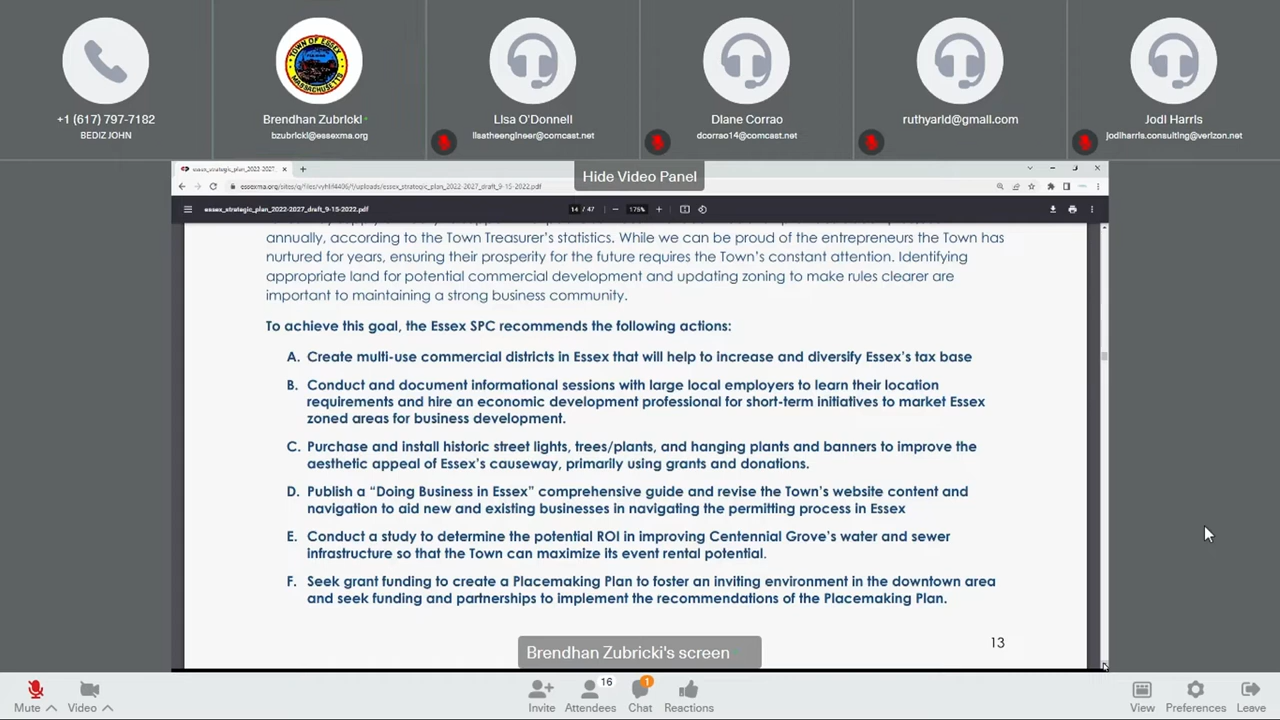 +1 (617) 797-7182
BEDIZ JOHN
TOWN OF ESSEX
MASSACHUSETTS
Brendhan Zubricki
bzubricki@essexma.org
Lisa O'Donnell
lisatheengineer@comcast.net
Diane Corrao
dcorrao14@comcast.net
ruthyarid@gmail.com
Jodi Harris
jodiharris.consulting@verizon.net
Hide Video Panel
essex_strategic_plan_2022-2027_draft_9-15-2022.pdf
14 / 47
175%
annually, according to the Town Treasurer's statistics. While we can be proud of the entrepreneurs the Town has
nurtured for years, ensuring their prosperity for the future requires the Town's constant attention. Identifying
appropriate land for potential commercial development and updating zoning to make rules clearer are
important to maintaining a strong business community.
To achieve this goal, the Essex SPC recommends the following actions:
A. Create multi-use commercial districts in Essex that will help to increase and diversify Essex's tax base
B. Conduct and document informational sessions with large local employers to learn their location
requirements and hire an economic development professional for short-term initiatives to market Essex
zoned areas for business development.
C. Purchase and install historic street lights, trees/plants, and hanging plants and banners to improve the
aesthetic appeal of Essex's causeway, primarily using grants and donations.
D. Publish a “Doing Business in Essex” comprehensive guide and revise the Town's website content and
navigation to aid new and existing businesses in navigating the permitting process in Essex
E. Conduct a study to determine the potential ROI in improving Centennial Grove's water and sewer
infrastructure so that the Town can maximize its event rental potential.
F. Seek grant funding to create a Placemaking Plan to foster an inviting environment in the downtown area
and seek funding and partnerships to implement the recommendations of the Placemaking Plan.
13
Brendhan Zubricki's screen
Mute
Video
Invite
16
Attendees
1
Chat
Reactions
View
Preferences
Leave